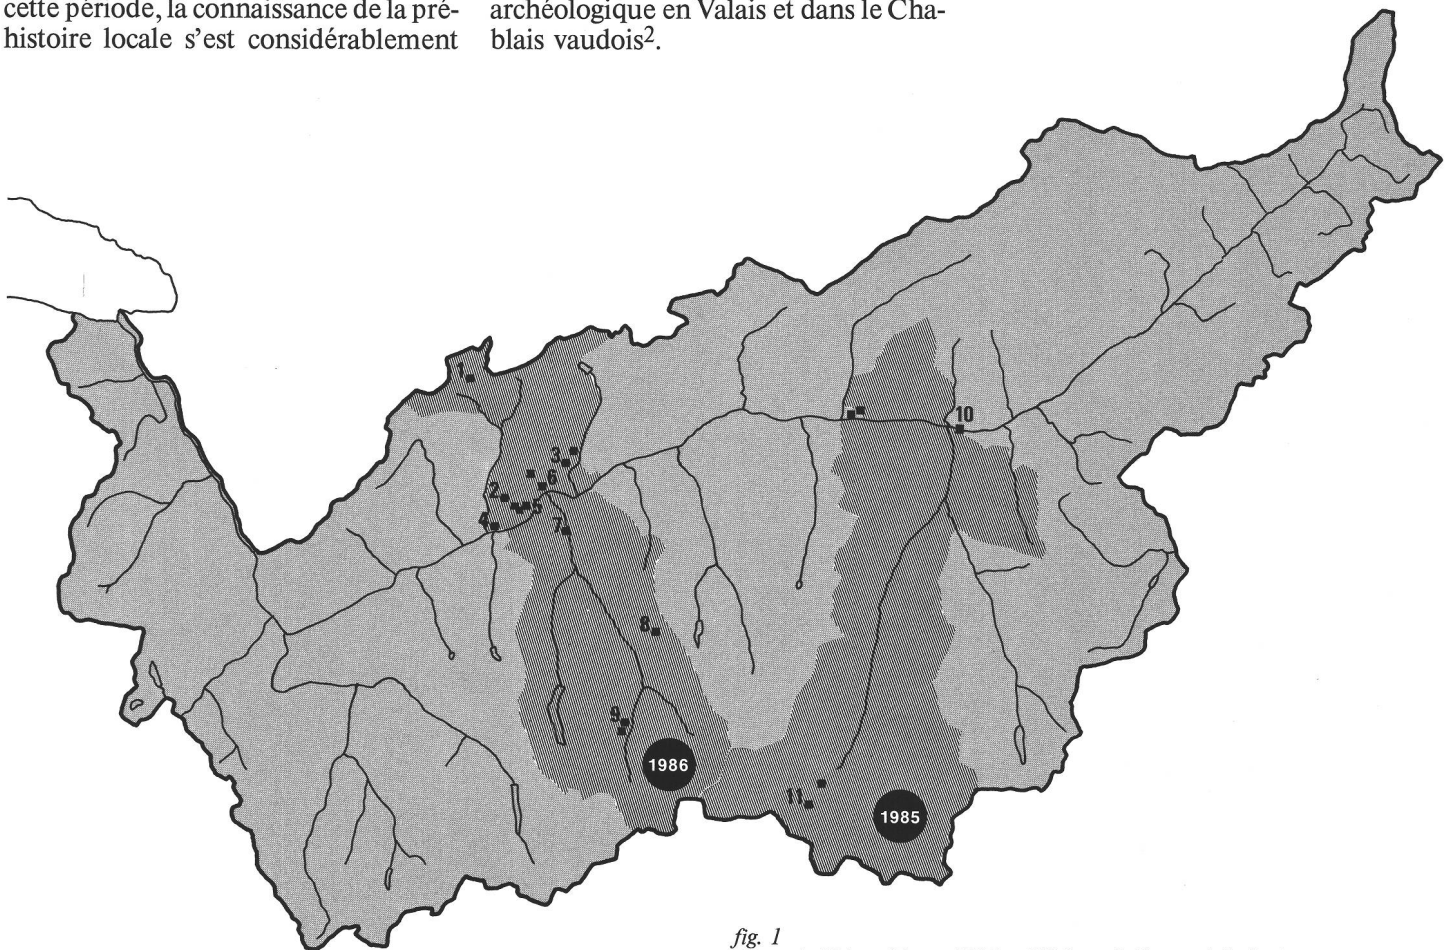 cette période, la connaissance de la pré-
histoire locale s'est considérablement
archéologique en Valais et dans le Cha-
blais vaudois².
1
10
3
6
2
5
4
7
8
9
1986
11
1985
fig. 1